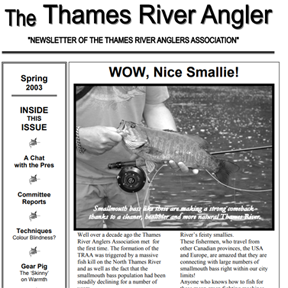 The Thames River Angler
"NEWSLETTER OF THE THAMES RIVER ANGLERS ASSOCIATION"
Spring
2003
INSIDE
THIS
ISSUE
A Chat
with the Pres
Committee
Reports
Techniques
Colour Blindness?
Gear Pig
The 'Skinny'
on Warmth
WOW, Nice Smallie!
Smallmouth bass like these are making a strong comeback-
thanks to a cleaner, healthier and more natural Thames River.
Well over a decade ago the Thames
River Anglers Association met for
the first time. The formation of the
TRAA was triggered by a massive
fish kill on the North Thames River
and as well as the fact that the
smallmouth bass population had been
steadily declining for a number of
River's feisty smallies.
These fishermen, who travel from
other Canadian provinces, the USA
and Europe, are amazed that they are
connecting with large numbers of
smallmouth bass right within our city
limits!
Anyone who knows how to fish for